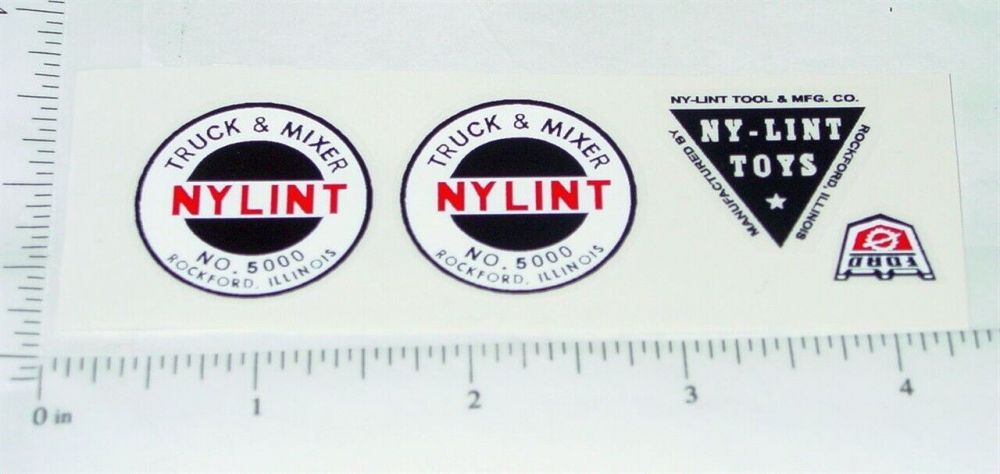 TRUCK & MIXER
NYLINT
NO. 5000
ROCKFORD, ILLINOIS
TRUCK & MIXER
NYLINT
NO. 5000
ROCKFORD, ILLINOIS
NY-LINT TOOL & MFG. CO.
MANUFACTURED BY
NY-LINT
TOYS
ROCKFORD, ILLINOIS
FORD
0 in
1
2
3
4